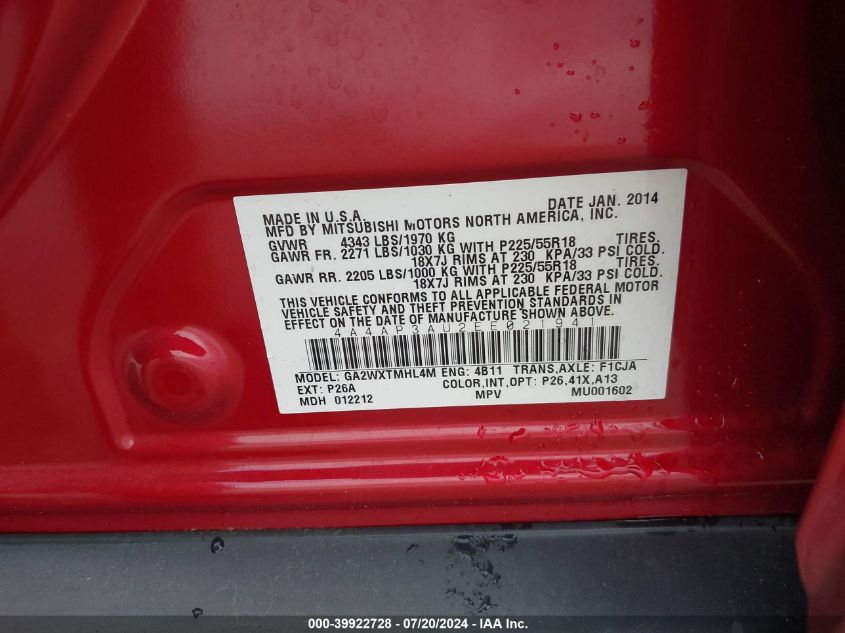 DATE JAN. 2014
MADE IN U.S.A.
MFD BY MITSUBISHI MOTORS NORTH AMERICA, INC.
GVWR 4343 LBS/1970 KG
GAWR FR. 2271 LBS/1030 KG WITH P225/55R18 TIRES.
18X7J RIMS AT 230 KPA/33 PSI COLD.
GAWR RR. 2205 LBS/1000 KG WITH P225/55R18 TIRES.
18X7J RIMS AT 230 KPA/33 PSI COLD.
THIS VEHICLE CONFORMS TO ALL APPLICABLE FEDERAL MOTOR
VEHICLE SAFETY AND THEFT PREVENTION STANDARDS IN
EFFECT ON THE DATE OF MANUFACTURE SHOWN ABOVE.
4A4AP3AU2EE021941
MODEL: GA2WXTMHL4M ENG: 4B11 TRANS,AXLE: F1CJA
EXT: P26A COLOR,INT,OPT: P26,41X,A13
MDH 012212 MPV MU001602
000-39922728 - 07/20/2024 - IAA Inc.